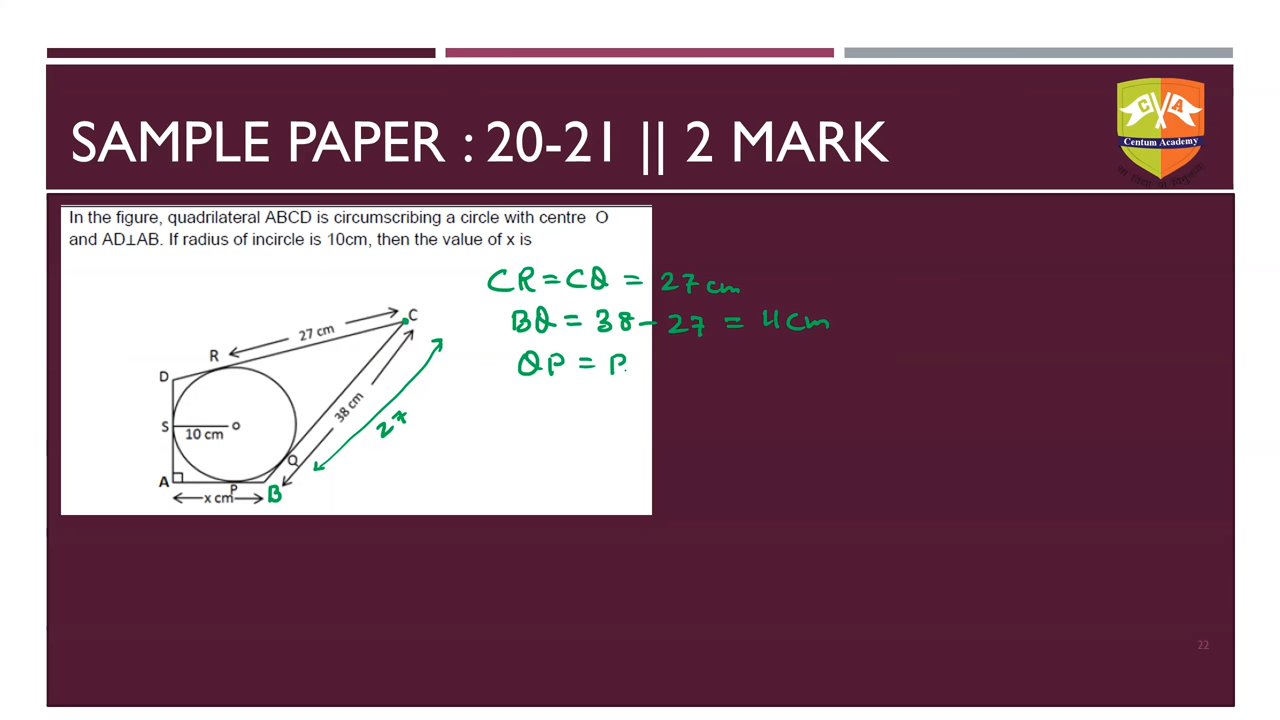 SAMPLE PAPER : 20-21 || 2 MARK
C A
Centum Academy
In the figure, quadrilateral ABCD is circumscribing a circle with centre O
and AD⊥AB. If radius of incircle is 10cm, then the value of x is
CR = CQ = 27 cm
BQ = 38 - 27 = 11 cm
QP = P
C
27 cm
R
D
38 cm
27
S
10 cm
O
Q
A
P
B
x cm
22